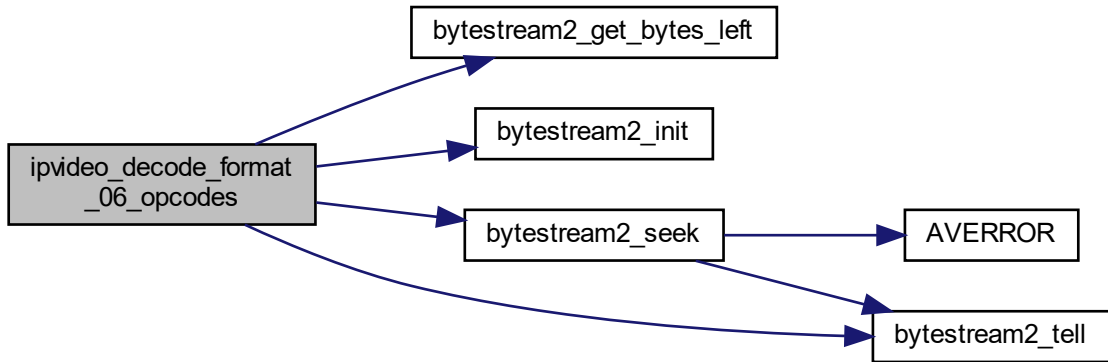 bytestream2_get_bytes_left
bytestream2_init
ipvideo_decode_format
_06_opcodes
bytestream2_seek
AVERROR
bytestream2_tell